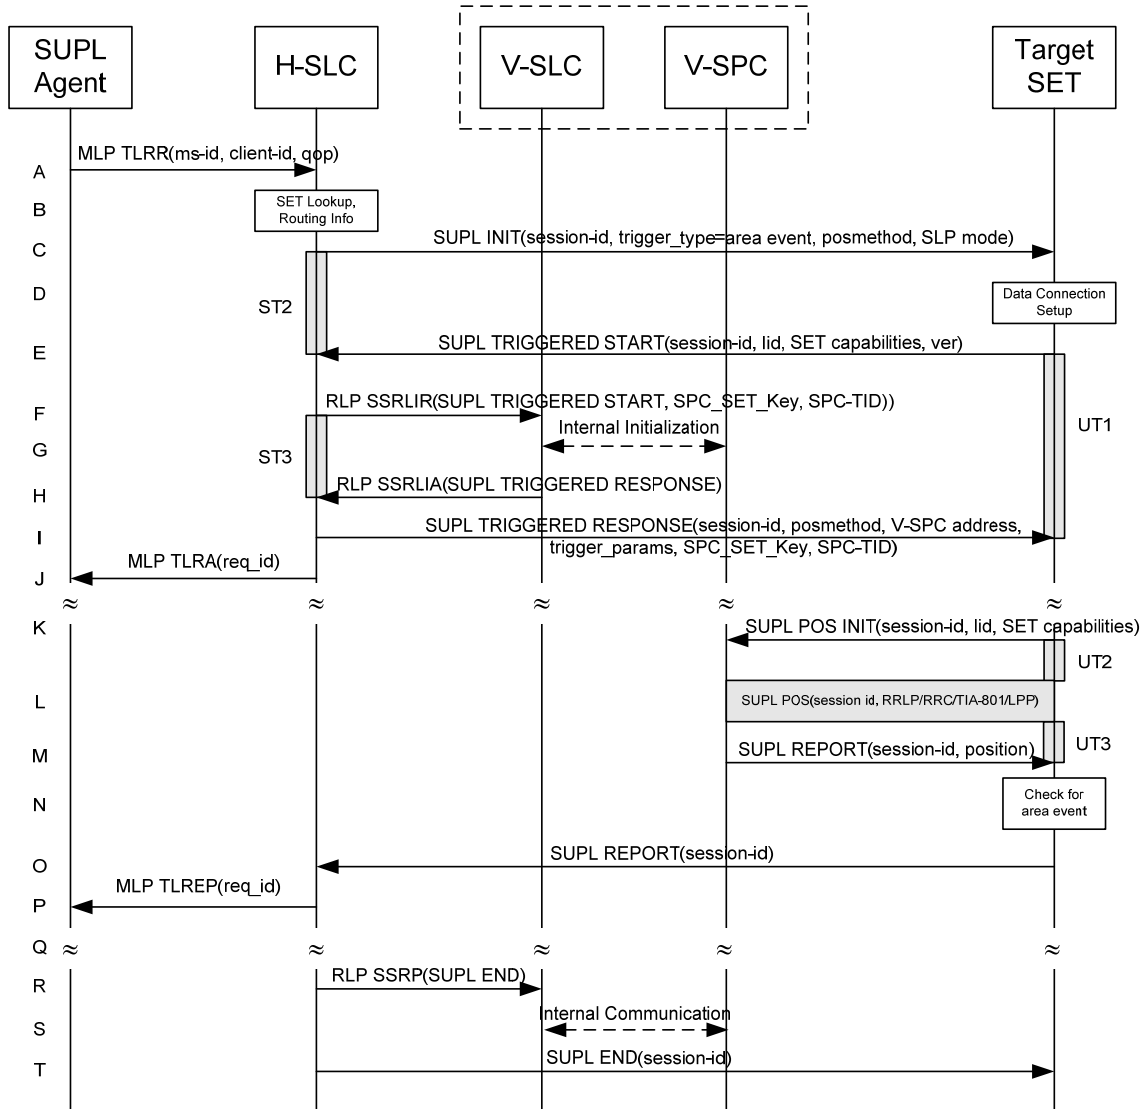 SUPL
Agent
H-SLC
V-SLC
V-SPC
Target
SET
MLP TLRR(ms-id, client-id, qop)
A
SET Lookup,
Routing Info
B
SUPL INIT(session-id, trigger_type=area event, posmethod, SLP mode)
C
D
ST2
Data Connection
Setup
SUPL TRIGGERED START(session-id, lid, SET capabilities, ver)
E
RLP SSRLIR(SUPL TRIGGERED START, SPC_SET_Key, SPC-TID))
F
UT1
Internal Initialization
G
ST3
RLP SSRLIA(SUPL TRIGGERED RESPONSE)
H
SUPL TRIGGERED RESPONSE(session-id, posmethod, V-SPC address,
trigger_params, SPC_SET_Key, SPC-TID)
I
MLP TLRA(req_id)
J
≈ ≈ ≈ ≈ ≈
K
SUPL POS INIT(session-id, lid, SET capabilities)
UT2
L
SUPL POS(session id, RRLP/RRC/TIA-801/LPP)
UT3
M
SUPL REPORT(session-id, position)
N
Check for
area event
SUPL REPORT(session-id)
O
MLP TLREP(req_id)
P
Q ≈ ≈ ≈ ≈ ≈
RLP SSRP(SUPL END)
R
Internal Communication
S
SUPL END(session-id)
T